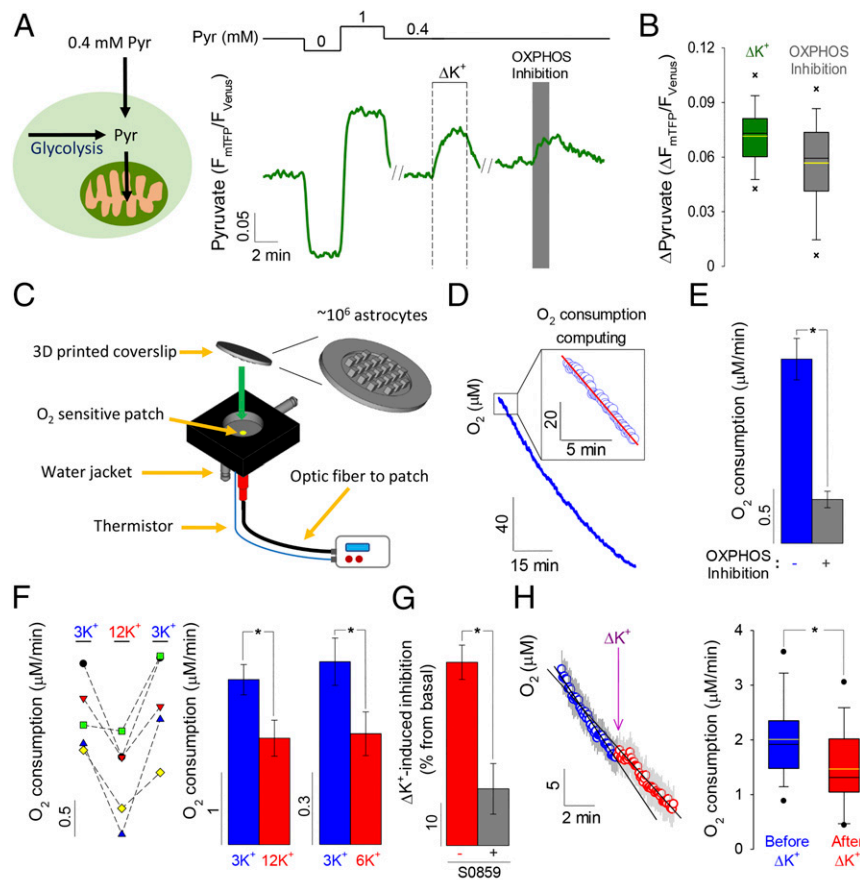 A
0.4 mM Pyr
Pyr
Glycolysis
Pyr (mM)
0
1
0.4
ΔK⁺
OXPHOS
Inhibition
Pyruvate (F_mTFP/F_Venus)
0.05
2 min
B
ΔK⁺
OXPHOS
Inhibition
ΔPyruvate (ΔF_mTFP/F_Venus)
0.12
0.09
0.06
0.03
0
C
~10⁶ astrocytes
3D printed coverslip
O₂ sensitive patch
Water jacket
Optic fiber to patch
Thermistor
D
O₂ consumption
computing
O₂ (μM)
20
5 min
40
15 min
E
O₂ consumption (μM/min)
0.5
*
OXPHOS
Inhibition
:
- +
F
3K⁺ 12K⁺ 3K⁺
O₂ consumption (μM/min)
0.5
O₂ consumption (μM/min)
1
*
3K⁺ 12K⁺
0.3
*
3K⁺ 6K⁺
G
ΔK⁺-induced inhibition
(% from basal)
10
*
- +
S0859
H
O₂ (μM)
ΔK⁺
5
2 min
O₂ consumption (μM/min)
4
3
2
1
0
*
Before
ΔK⁺
After
ΔK⁺